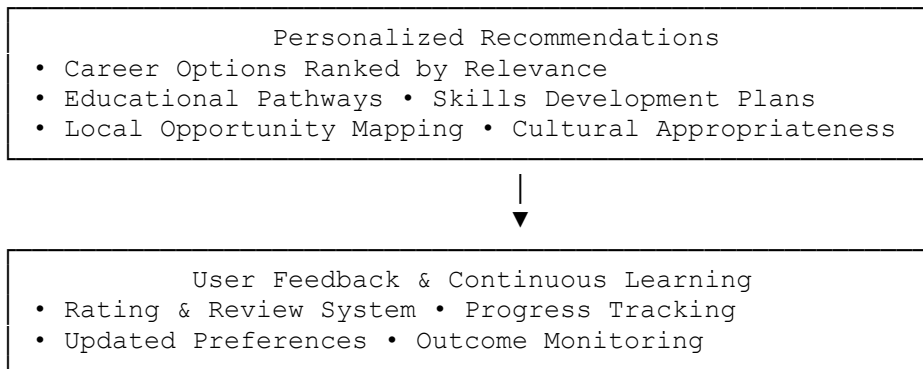 Personalized Recommendations
• Career Options Ranked by Relevance
• Educational Pathways • Skills Development Plans
• Local Opportunity Mapping • Cultural Appropriateness
User Feedback & Continuous Learning
• Rating & Review System • Progress Tracking
• Updated Preferences • Outcome Monitoring